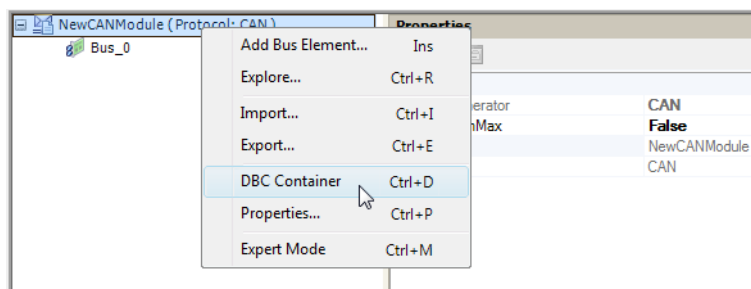 NewCANModule (Protocol: CAN)
Properties
Bus_0
Add Bus Element... Ins
Explore... Ctrl+R
Import... Ctrl+I
Export... Ctrl+E
DBC Container Ctrl+D
Properties... Ctrl+P
Expert Mode Ctrl+M
erator CAN
nMax False
NewCANModule
CAN